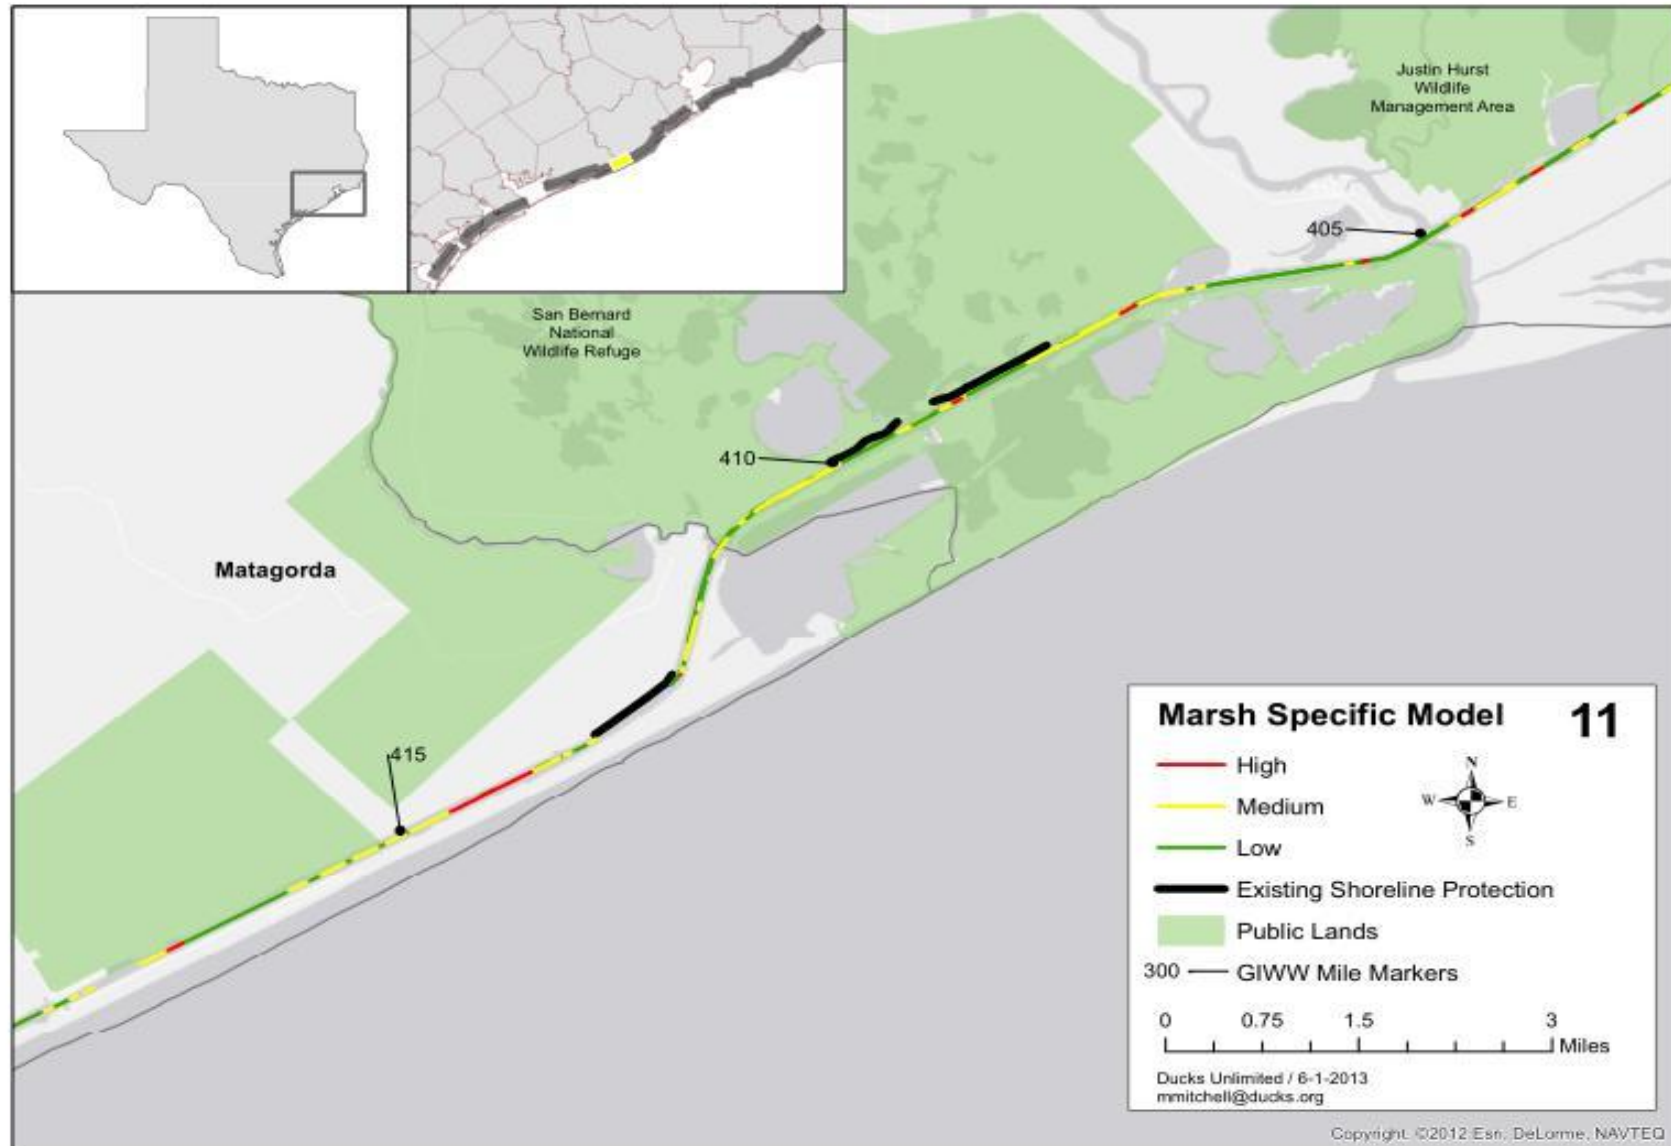 Justin Hurst
Wildlife
Management Area
405
San Bernard
National
Wildlife Refuge
410
Matagorda
415
Marsh Specific Model 11
High
Medium
Low
Existing Shoreline Protection
Public Lands
300 GIWW Mile Markers
N
W E
S
0 0.75 1.5 3
Miles
Ducks Unlimited / 6-1-2013
mmitchell@ducks.org
Copyright: ©2012 Esri, DeLorme, NAVTEQ